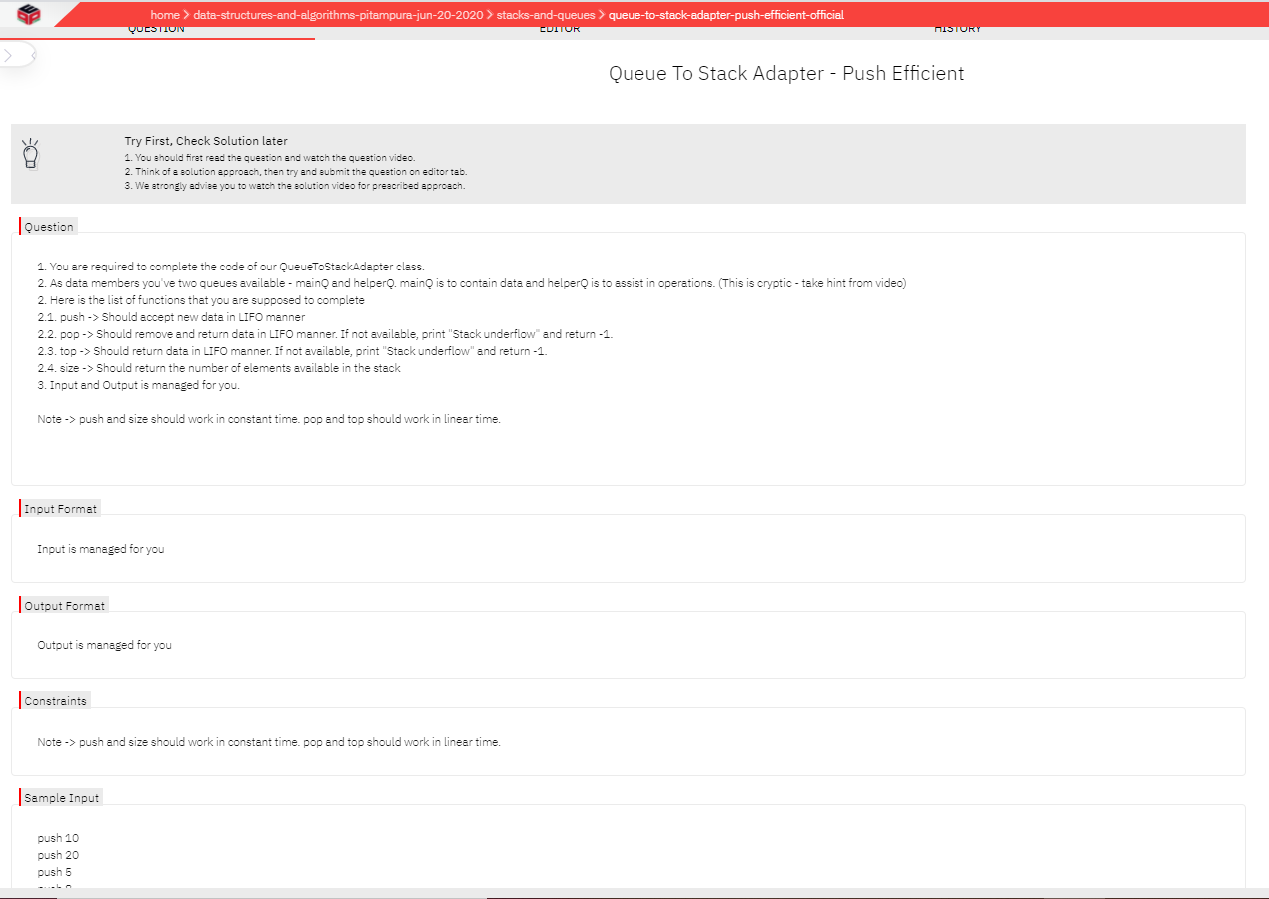 home > data-structures-and-algorithms-pitampura-jun-20-2020 > stacks-and-queues > queue-to-stack-adapter-push-efficient-official
QUESTION EDITOR HISTORY
Queue To Stack Adapter - Push Efficient
Try First, Check Solution later
1. You should first read the question and watch the question video.
2. Think of a solution approach, then try and submit the question on editor tab.
3. We strongly advise you to watch the solution video for prescribed approach.
Question
1. You are required to complete the code of our QueueToStackAdapter class.
2. As data members you've two queues available - mainQ and helperQ. mainQ is to contain data and helperQ is to assist in operations. (This is cryptic - take hint from video)
2. Here is the list of functions that you are supposed to complete
2.1. push -> Should accept new data in LIFO manner
2.2. pop -> Should remove and return data in LIFO manner. If not available, print "Stack underflow" and return -1.
2.3. top -> Should return data in LIFO manner. If not available, print "Stack underflow" and return -1.
2.4. size -> Should return the number of elements available in the stack
3. Input and Output is managed for you.
Note -> push and size should work in constant time. pop and top should work in linear time.
Input Format
Input is managed for you
Output Format
Output is managed for you
Constraints
Note -> push and size should work in constant time. pop and top should work in linear time.
Sample Input
push 10
push 20
push 5